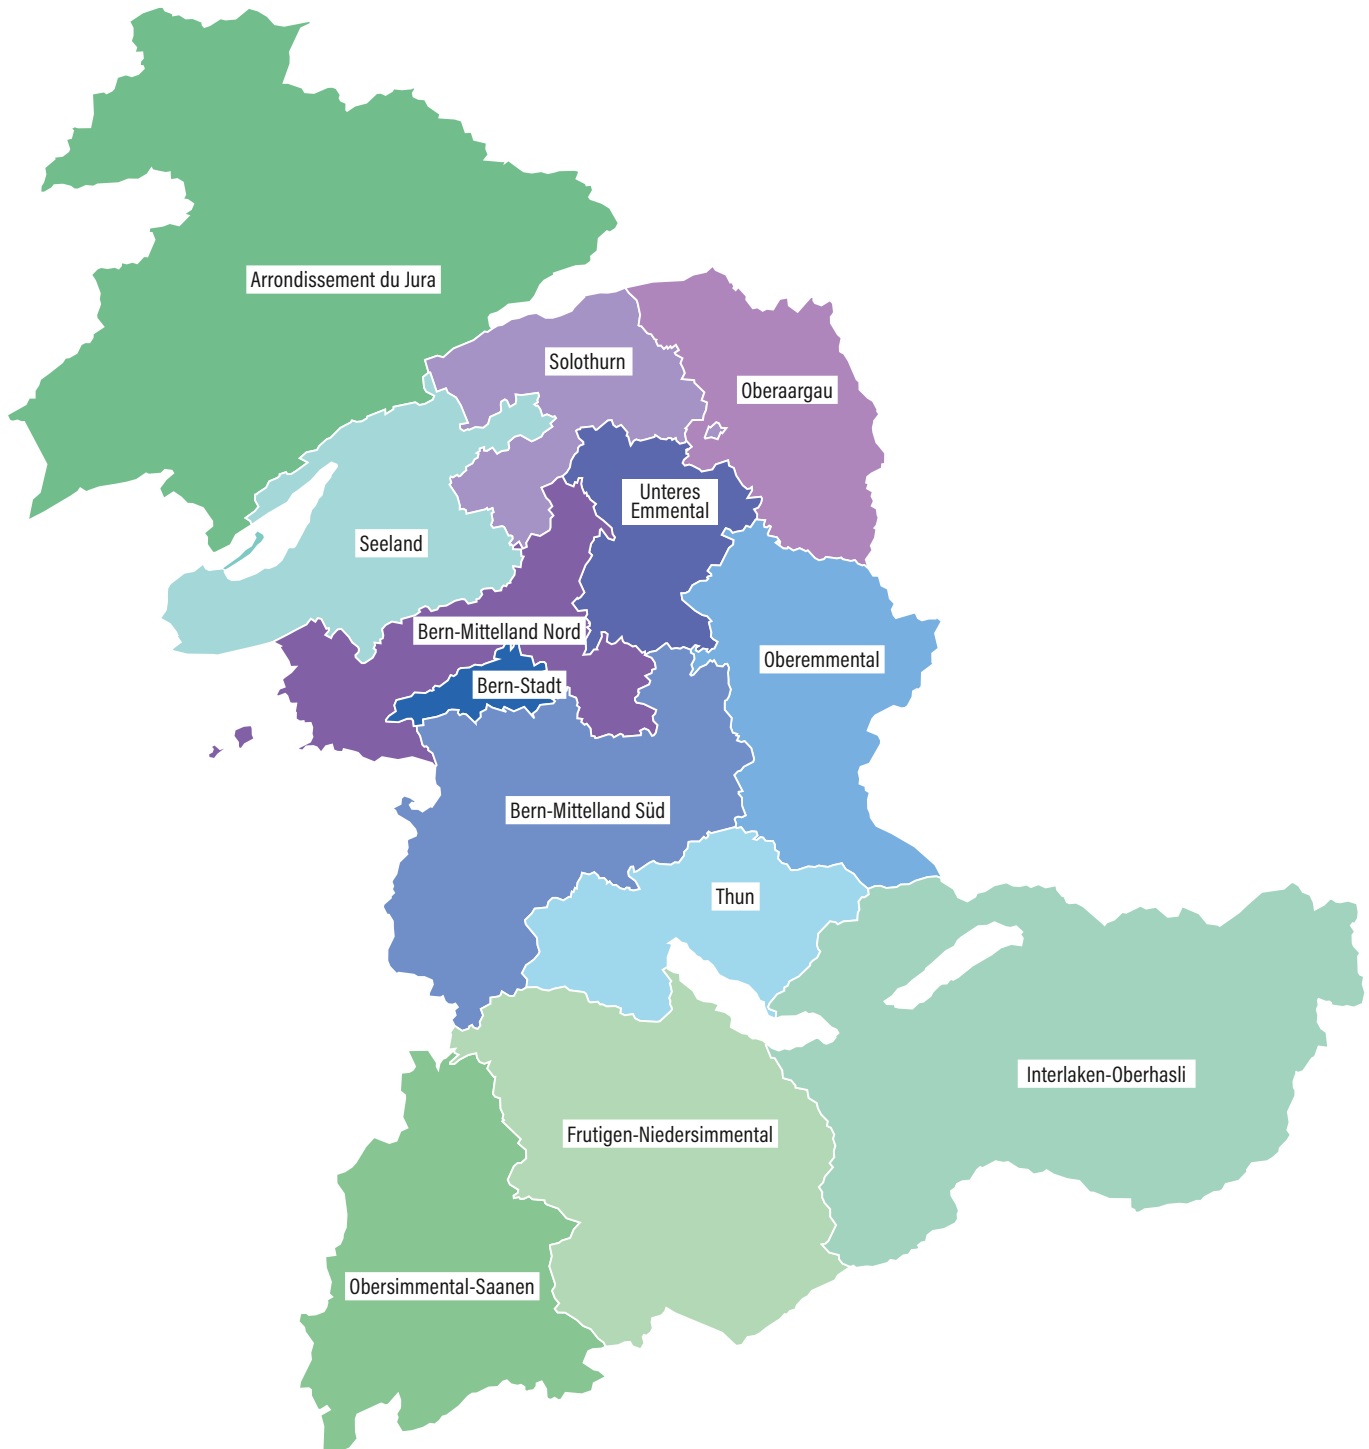 Arrondissement du Jura
Solothurn
Oberaargau
Unteres
Emmental
Seeland
Bern-Mittelland Nord
Oberemmental
Bern-Stadt
Bern-Mittelland Süd
Thun
Interlaken-Oberhasli
Frutigen-Niedersimmental
Obersimmental-Saanen